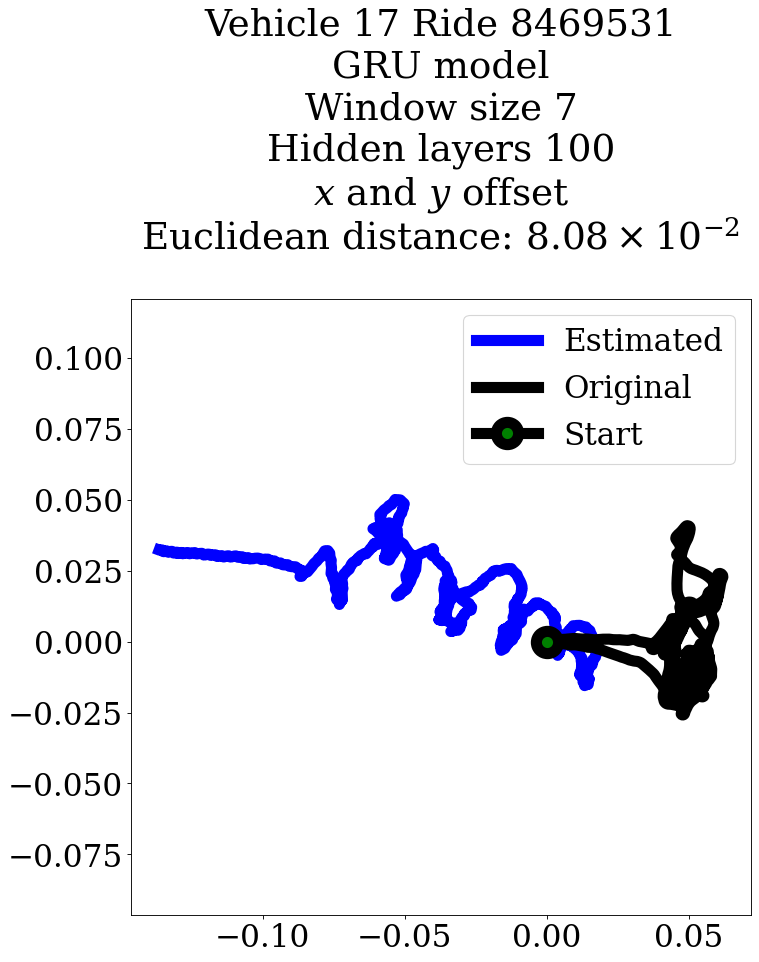 Vehicle 17 Ride 8469531
GRU model
Window size 7
Hidden layers 100
x and y offset
Euclidean distance: 8.08 × 10⁻²
Estimated
Original
Start
0.100
0.075
0.050
0.025
0.000
−0.025
−0.050
−0.075
−0.10
−0.05
0.00
0.05